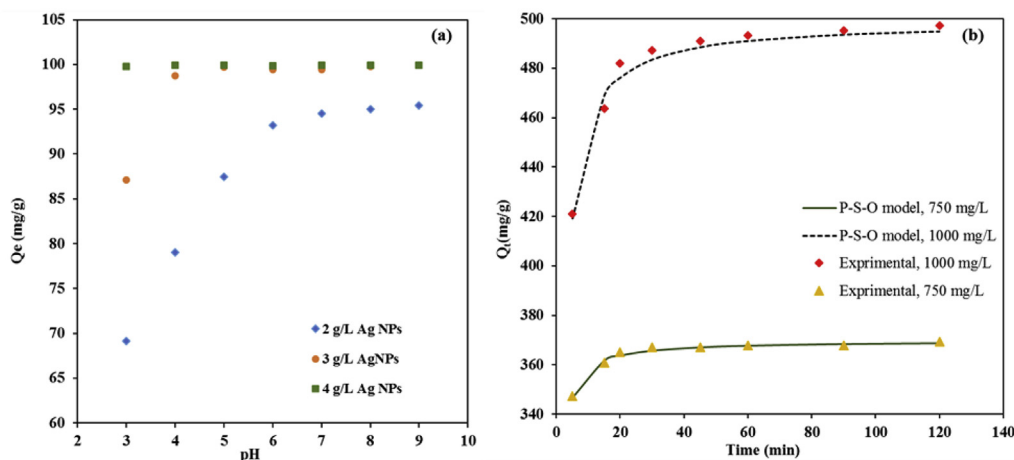 (a)
Qe (mg/g)
105
100
95
90
85
80
75
70
65
60
2 g/L Ag NPs
3 g/L AgNPs
4 g/L Ag NPs
2 3 4 5 6 7 8 9 10
pH
(b)
Qt(mg/g)
500
480
460
440
420
400
380
360
340
P-S-O model, 750 mg/L
P-S-O model, 1000 mg/L
Exprimental, 1000 mg/L
Exprimental, 750 mg/L
0 20 40 60 80 100 120 140
Time (min)